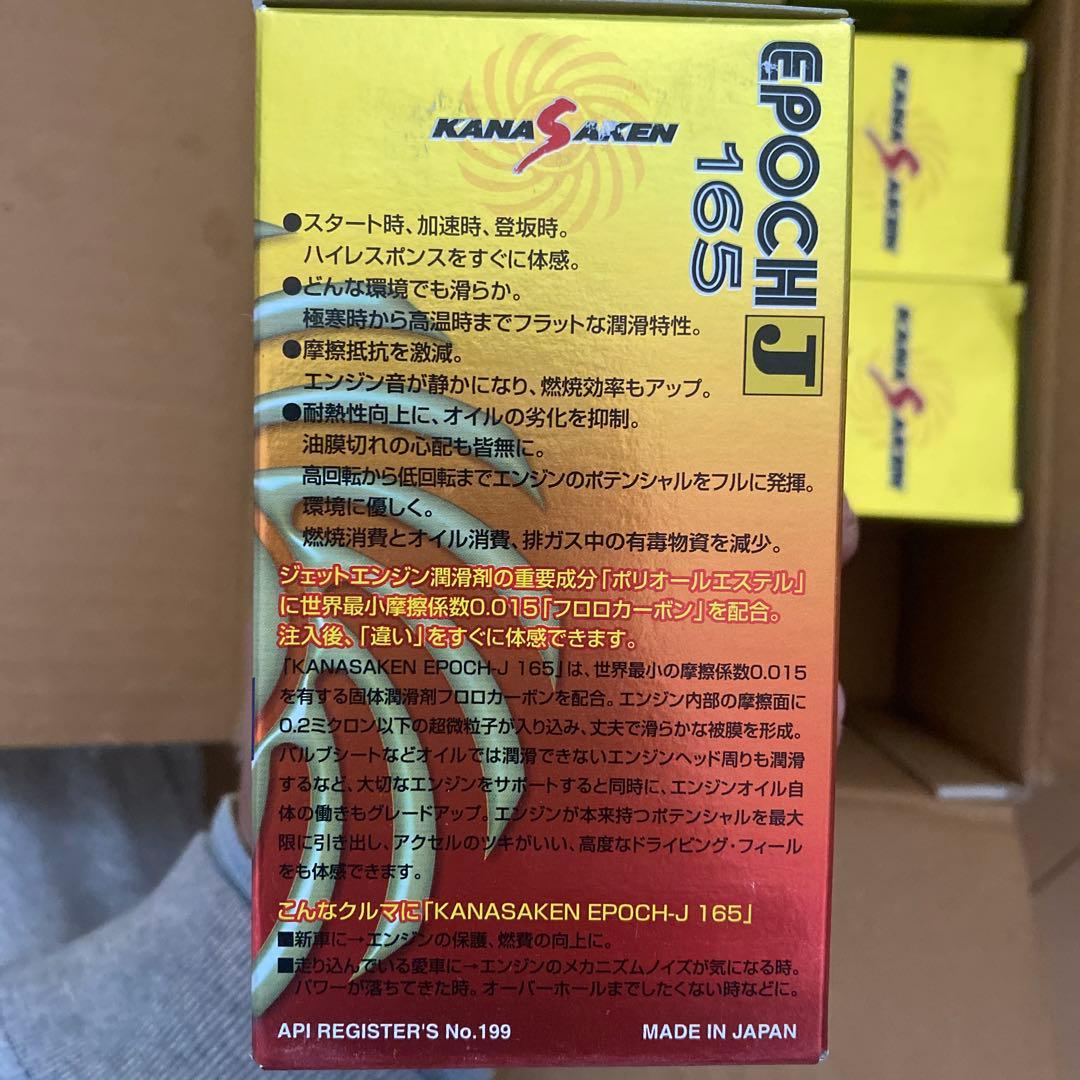 KANASAKEN
EPOCH J
165
●スタート時、加速時、登坂時。
ハイレスポンスをすぐに体感。
●どんな環境でも滑らか。
極寒時から高温時までフラットな潤滑特性。
●摩擦抵抗を激減。
エンジン音が静かになり、燃焼効率もアップ。
●耐熱性向上に、オイルの劣化を抑制。
油膜切れの心配も皆無に。
高回転から低回転までエンジンのポテンシャルをフルに発揮。
環境に優しく。
燃焼消費とオイル消費、排ガス中の有毒物資を減少。
ジェットエンジン潤滑剤の重要成分「ポリオールエステル」
に世界最小摩擦係数0.015「フロロカーボン」を配合。
注入後、「違い」をすぐに体感できます。
「KANASAKEN EPOCH-J 165」は、世界最小の摩擦係数0.015
を有する固体潤滑剤フロロカーボンを配合。エンジン内部の摩擦面に
0.2ミクロン以下の超微粒子が入り込み、丈夫で滑らかな被膜を形成。
バルブシートなどオイルでは潤滑できないエンジンヘッド周りも潤滑
するなど、大切なエンジンをサポートすると同時に、エンジンオイル自
体の働きもグレードアップ。エンジンが本来持つポテンシャルを最大
限に引き出し、アクセルのツキがいい、高度なドライビング・フィール
をも体感できます。
こんなクルマに「KANASAKEN EPOCH-J 165」
■新車に→エンジンの保護、燃費の向上に。
■走り込んでいる愛車に→エンジンのメカニズムノイズが気になる時。
パワーが落ちてきた時。オーバーホールまでしたくない時などに。
API REGISTER'S No.199
MADE IN JAPAN
KANASAKEN
KANASAKEN